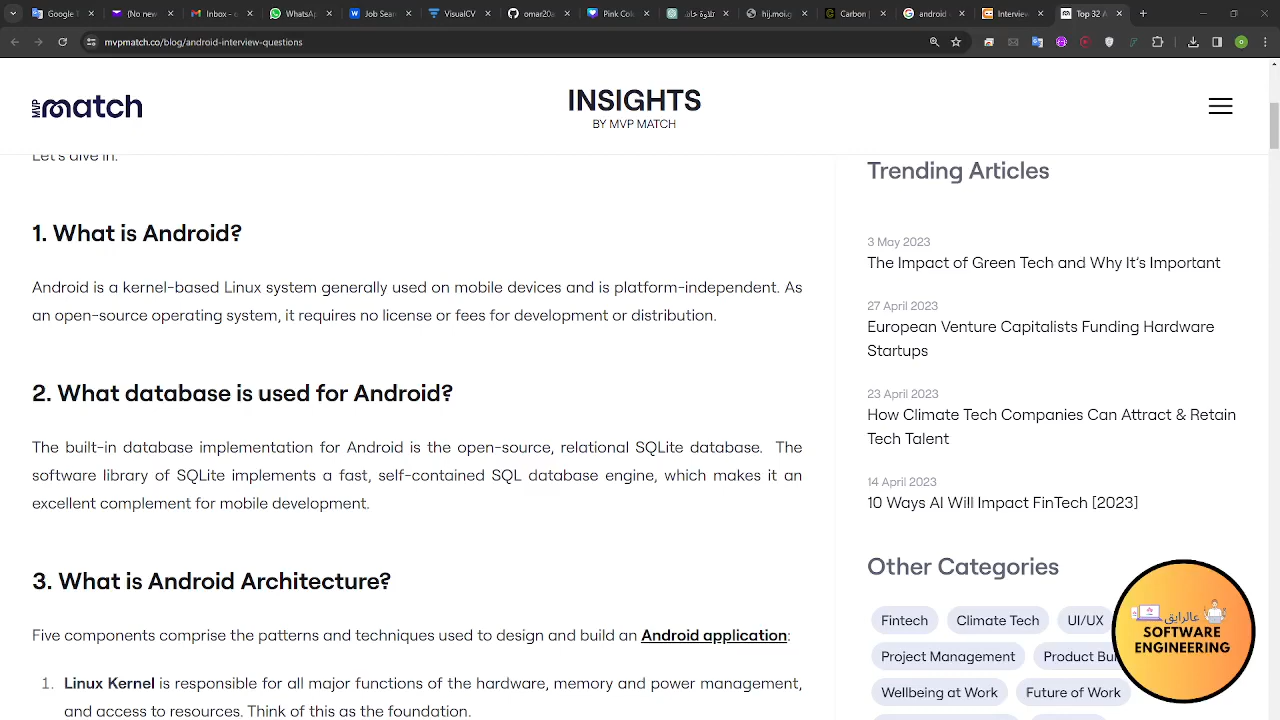 Google T
(No new
Inbox –
WhatsAp
Job Sear
VisualCV
omar20
Pink Col
hij.mohs
Carbon
android
Interview
Top 32 A
mvpmatch.co/blog/android-interview-questions
MVP match
INSIGHTS
BY MVP MATCH
Let's dive in.
1. What is Android?
Android is a kernel-based Linux system generally used on mobile devices and is platform-independent. As
an open-source operating system, it requires no license or fees for development or distribution.
2. What database is used for Android?
The built-in database implementation for Android is the open-source, relational SQLite database. The
software library of SQLite implements a fast, self-contained SQL database engine, which makes it an
excellent complement for mobile development.
3. What is Android Architecture?
Five components comprise the patterns and techniques used to design and build an Android application:
1. Linux Kernel is responsible for all major functions of the hardware, memory and power management,
and access to resources. Think of this as the foundation.
Trending Articles
3 May 2023
The Impact of Green Tech and Why It's Important
27 April 2023
European Venture Capitalists Funding Hardware
Startups
23 April 2023
How Climate Tech Companies Can Attract & Retain
Tech Talent
14 April 2023
10 Ways AI Will Impact FinTech [2023]
Other Categories
Fintech
Climate Tech
UI/UX
Project Management
Product Bui
Wellbeing at Work
Future of Work
عالرايق
SOFTWARE
ENGINEERING